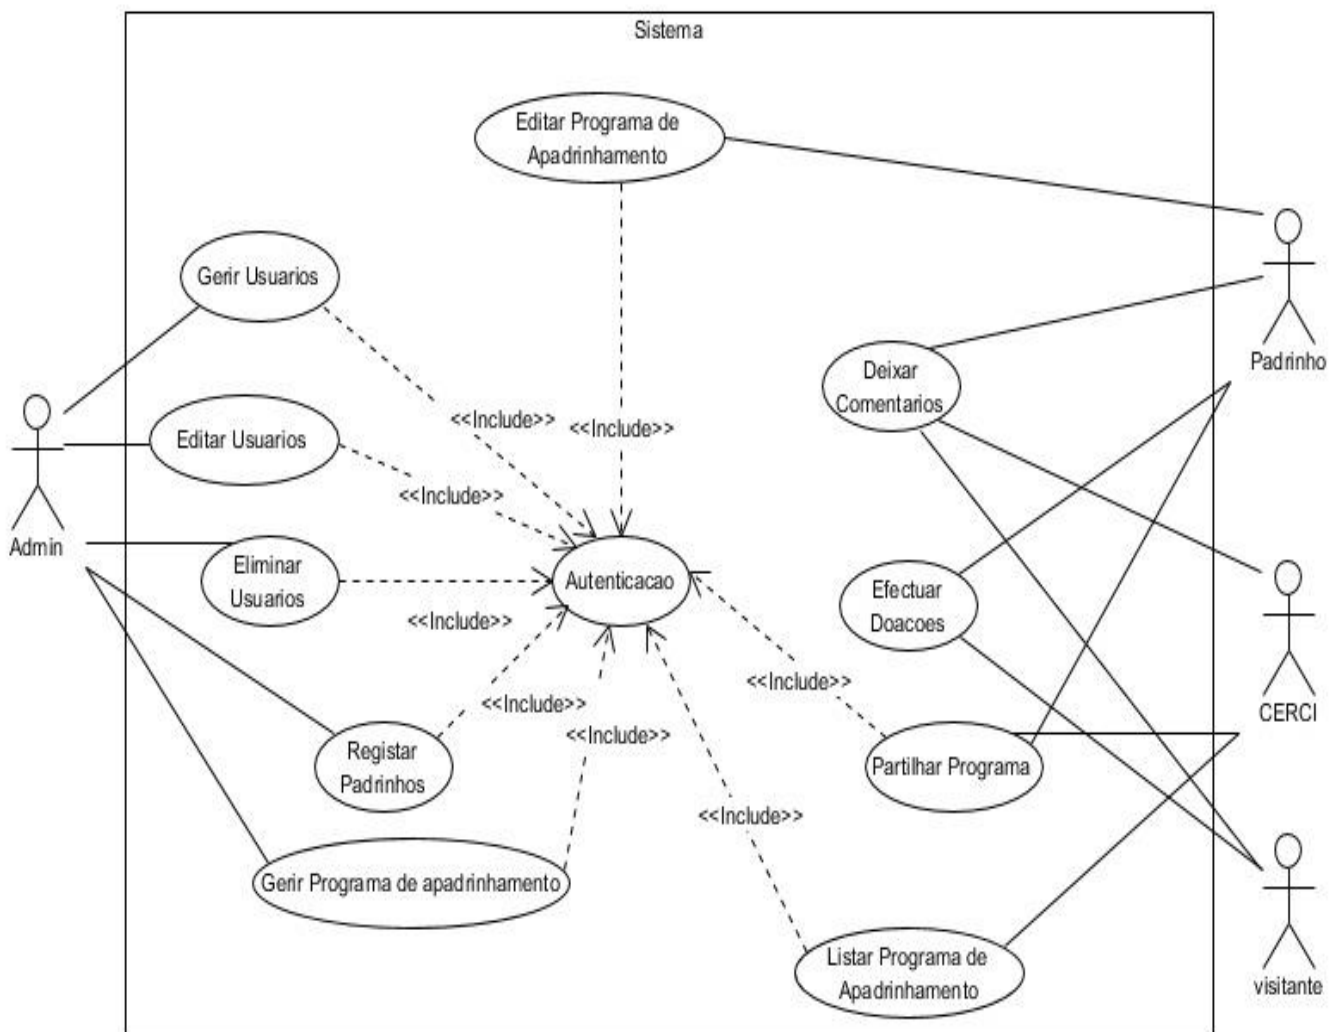 Sistema
Editar Programa de
Apadrinhamento
Gerir Usuarios
Padrinho
Deixar
Comentarios
<<Include>>
<<Include>>
Editar Usuarios
<<Include>>
Admin
Eliminar
Usuarios
Autenticacao
Efectuar
Doacoes
<<Include>>
<<Include>>
<<Include>>
CERCI
<<Include>>
Registar
Padrinhos
Partilhar Programa
<<Include>>
Gerir Programa de apadrinhamento
Listar Programa de
Apadrinhamento
visitante